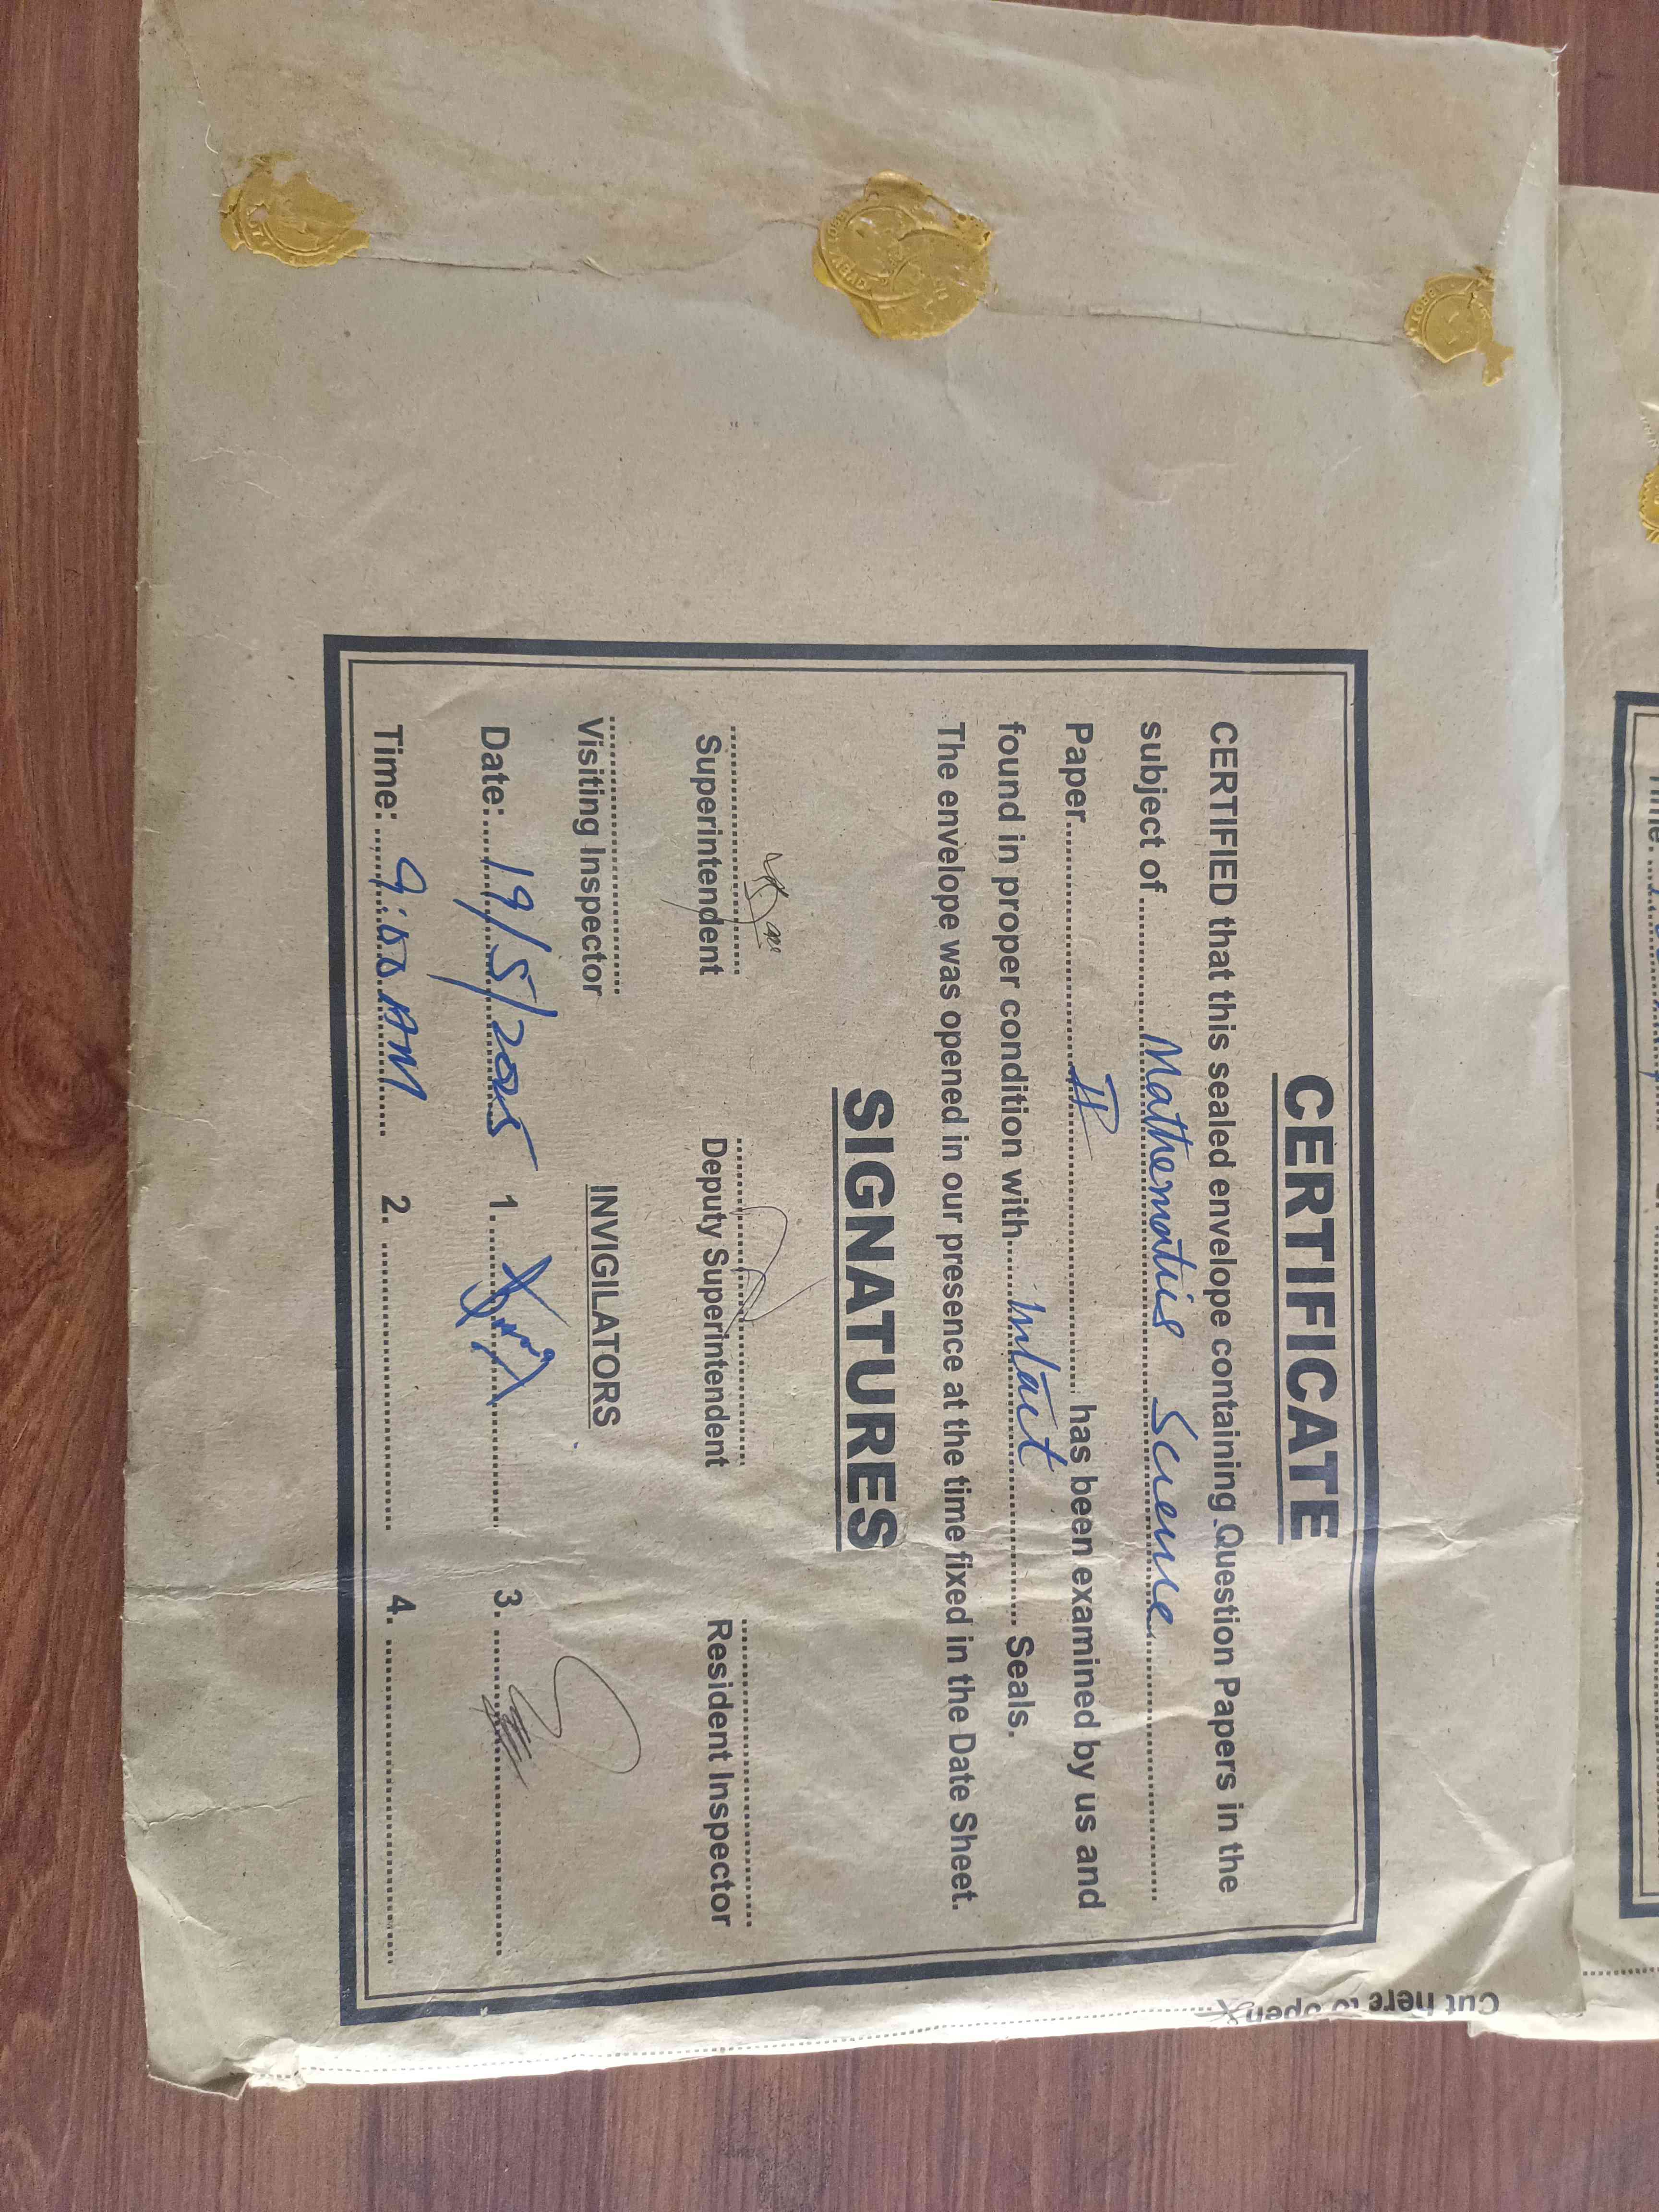 CERTIFICATE
CERTIFIED that this sealed envelope containing Question Papers in the
subject of Mathematics Science
Paper II has been examined by us and
found in proper condition with intact Seals.
The envelope was opened in our presence at the time fixed in the Date Sheet.
SIGNATURES
Superintendent Deputy Superintendent Resident Inspector
Visiting Inspector INVIGILATORS
Date: 19/5/2025 1. 3.
Time: 9:00 AM 2. 4.
Cut here to open